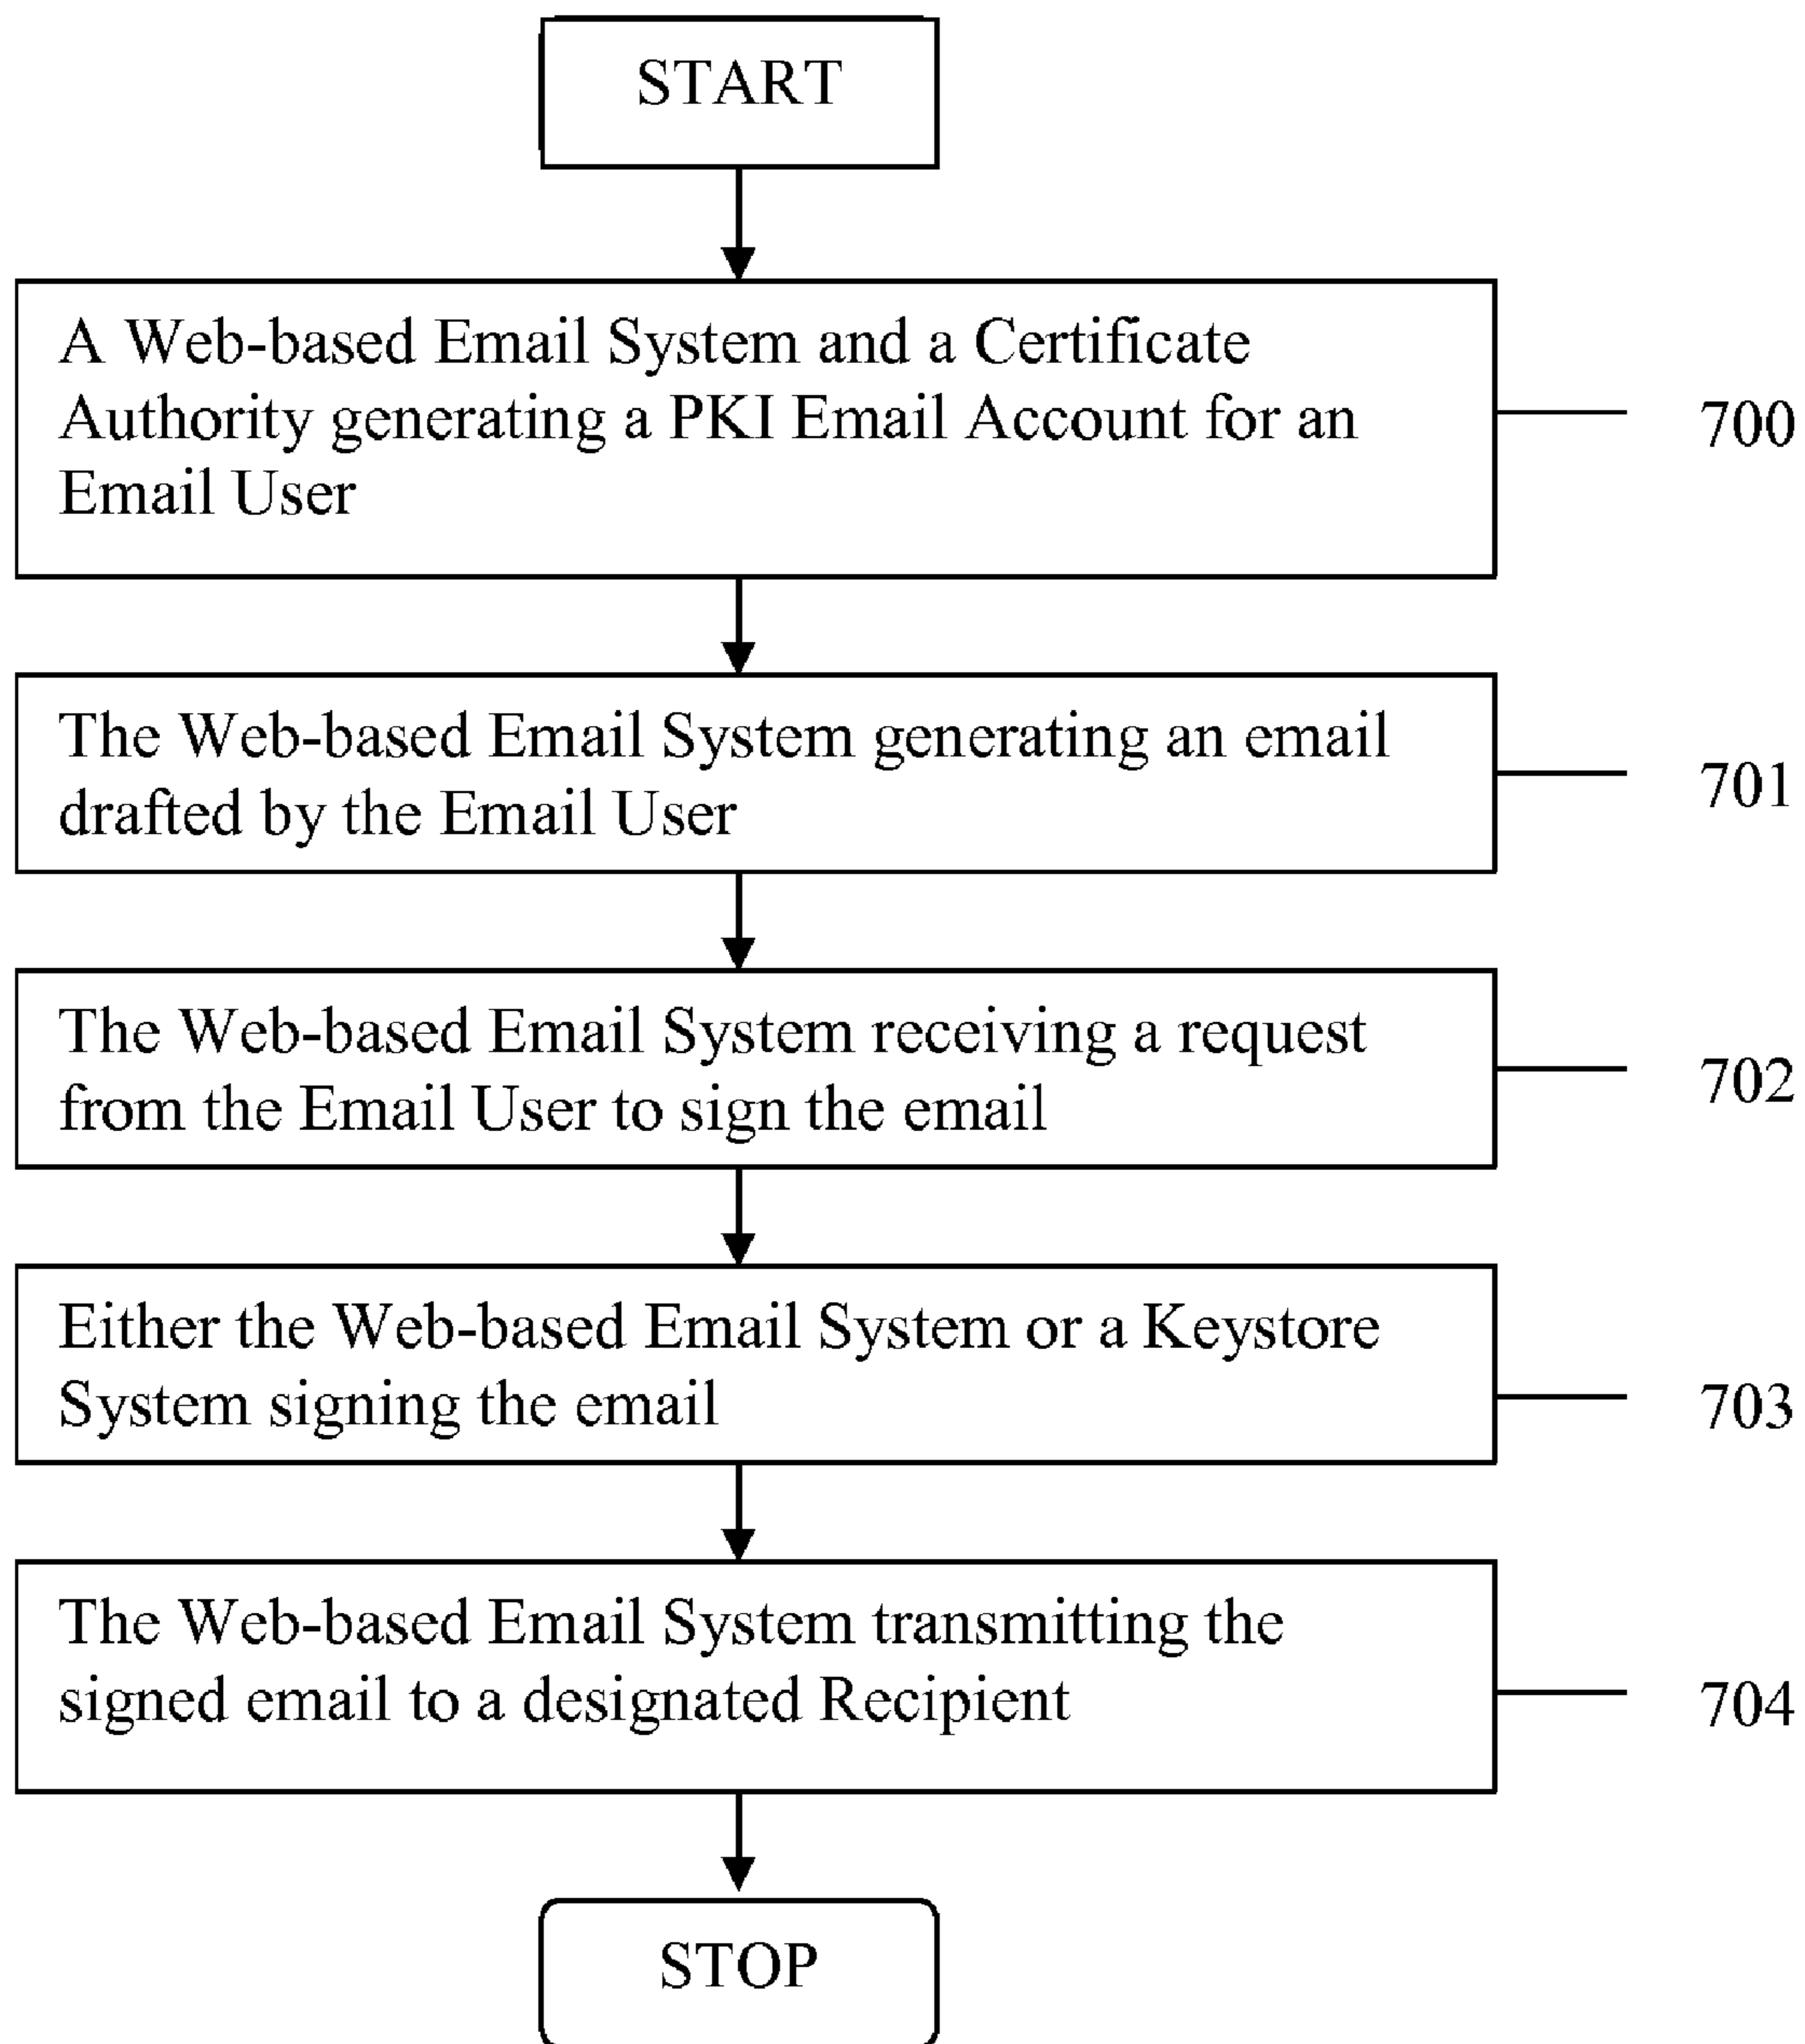 START
A Web-based Email System and a Certificate
Authority generating a PKI Email Account for an
Email User
700
The Web-based Email System generating an email
drafted by the Email User
701
The Web-based Email System receiving a request
from the Email User to sign the email
702
Either the Web-based Email System or a Keystore
System signing the email
703
The Web-based Email System transmitting the
signed email to a designated Recipient
704
STOP